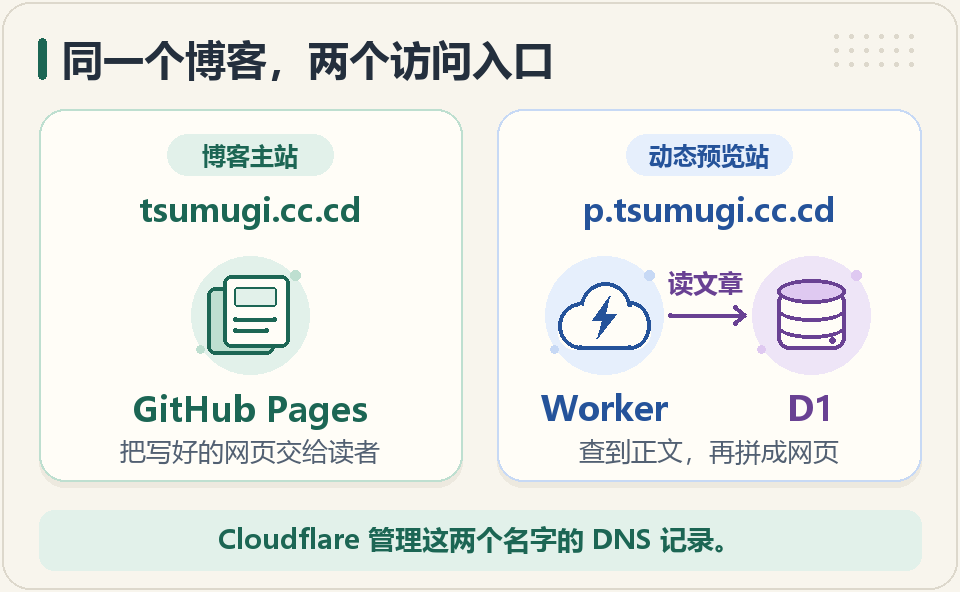 同一个博客，两个访问入口
博客主站
tsumugi.cc.cd
GitHub Pages
把写好的网页交给读者
动态预览站
p.tsumugi.cc.cd
读文章
Worker
D1
查到正文，再拼成网页
Cloudflare 管理这两个名字的 DNS 记录。